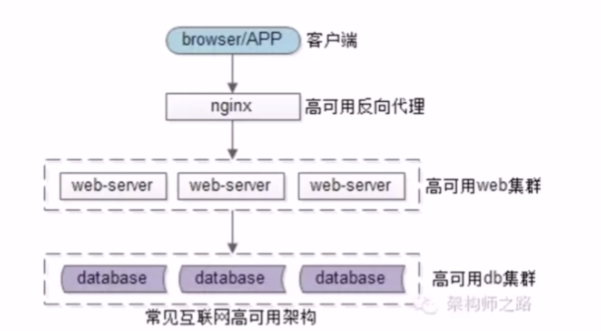 browser/APP 客户端
nginx 高可用反向代理
web-server web-server web-server 高可用web集群
database database database 高可用db集群
架构师之路
常见互联网高可用架构